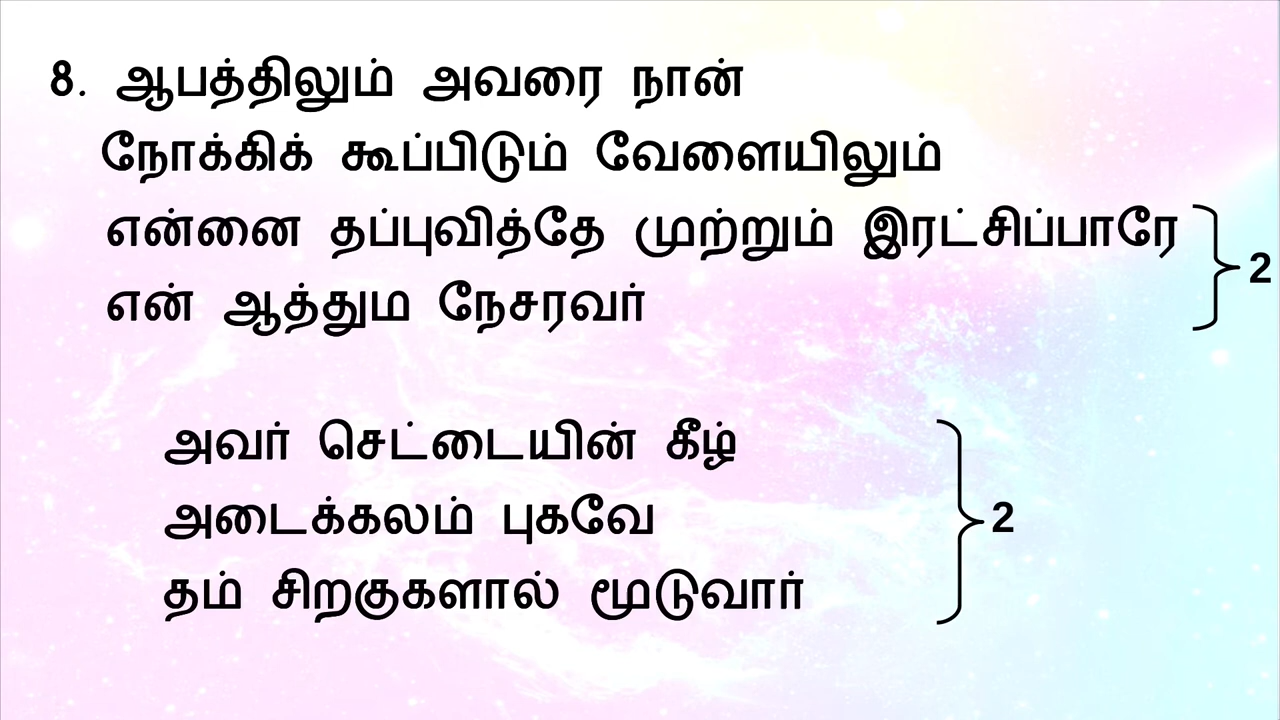 8. ஆபத்திலும் அவரை நான்
நோக்கிக் கூப்பிடும் வேளையிலும்
என்னை தப்புவித்தே முற்றும் இரட்சிப்பாரே
2
என் ஆத்தும நேசரவர்
அவர் செட்டையின் கீழ்
அடைக்கலம் புகவே
2
தம் சிறகுகளால் மூடுவார்